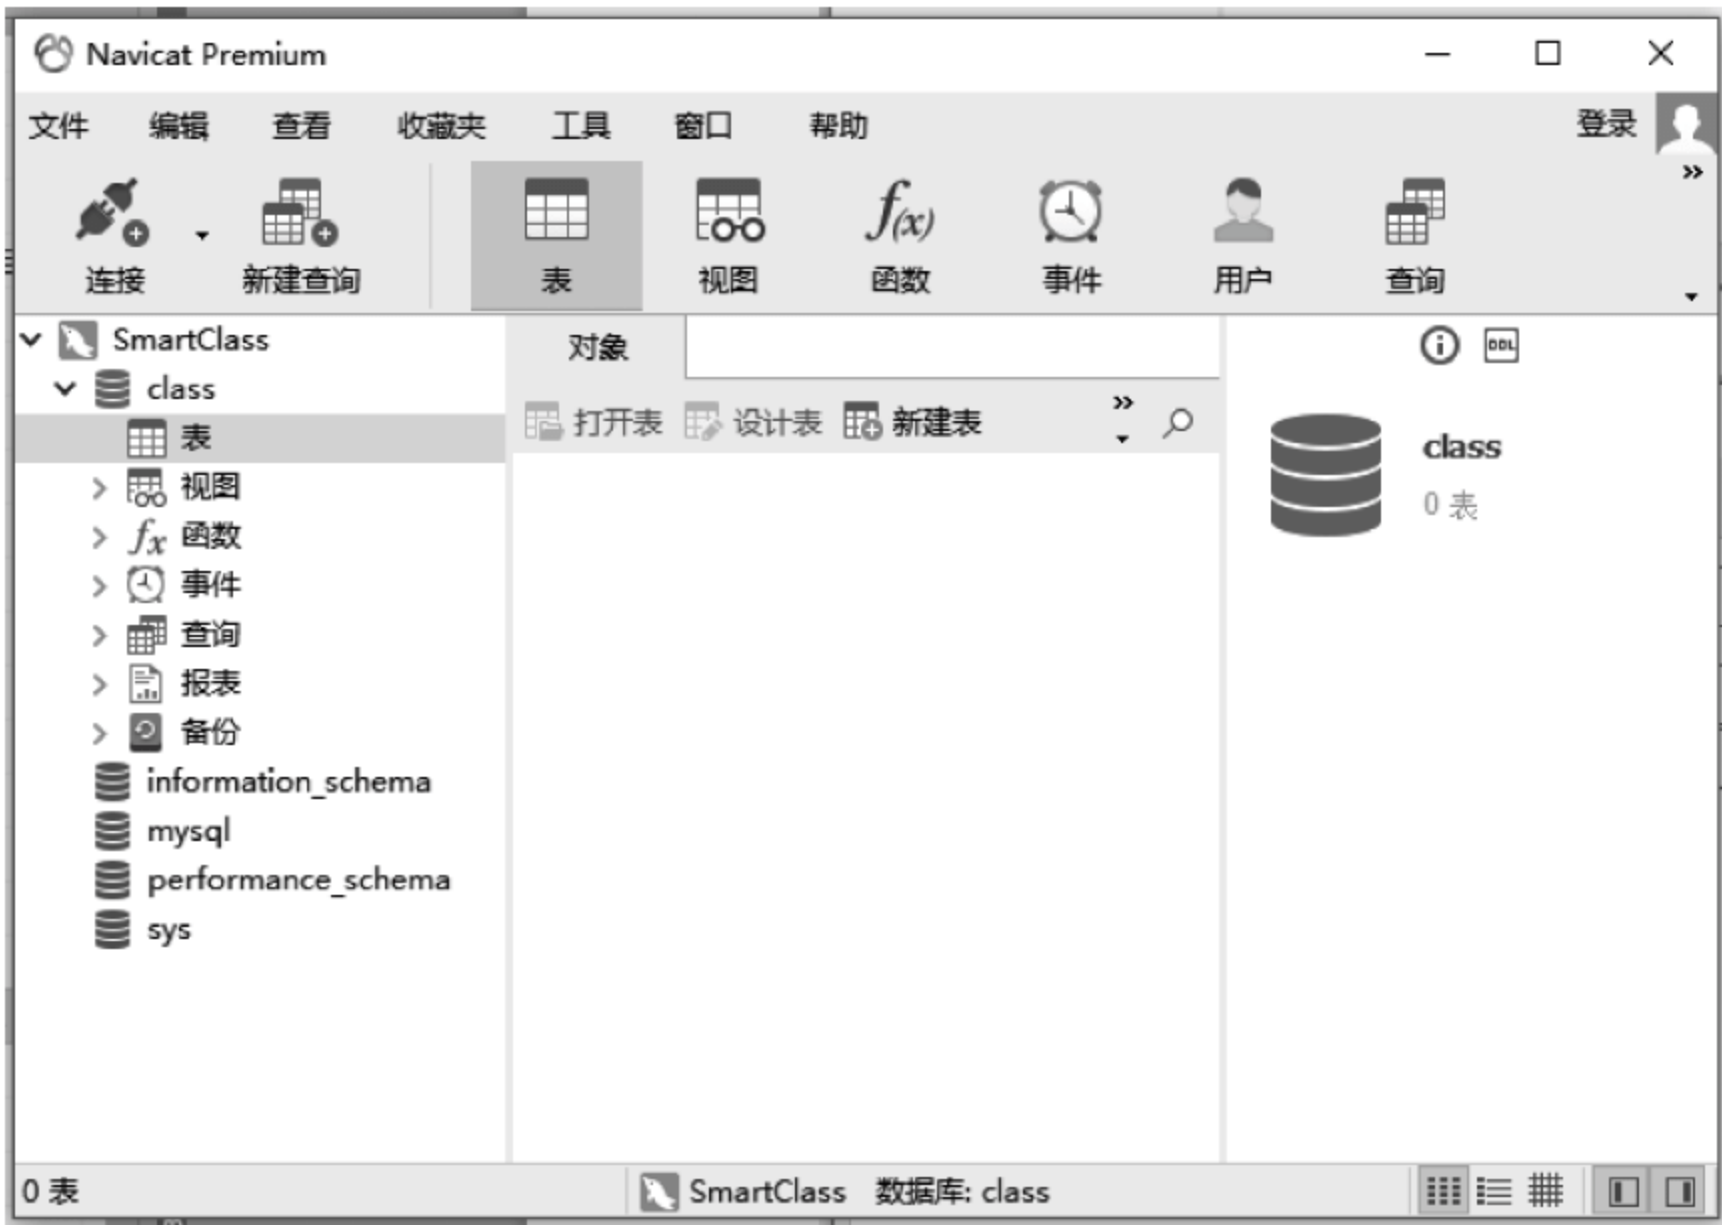 Navicat Premium
文件 编辑 查看 收藏夹 工具 窗口 帮助 登录
连接 新建查询 表 视图 函数 事件 用户 查询
SmartClass
class
表
视图
函数
事件
查询
报表
备份
information_schema
mysql
performance_schema
sys
对象
打开表 设计表 新建表
DDL
class
0 表
0 表 SmartClass 数据库: class